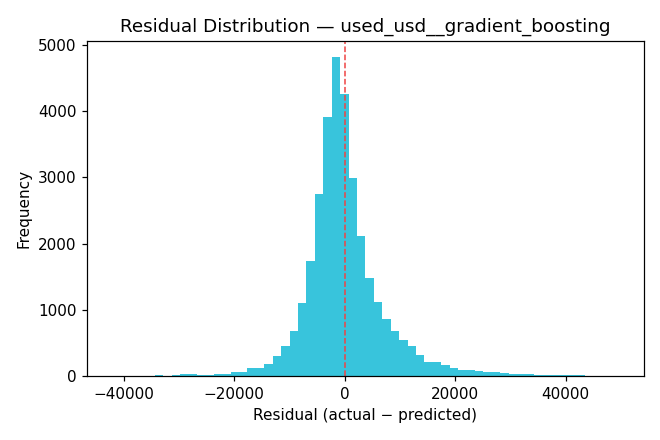 Residual Distribution — used_usd__gradient_boosting
5000
4000
3000
2000
1000
0
Frequency
−40000 −20000 0 20000 40000
Residual (actual − predicted)